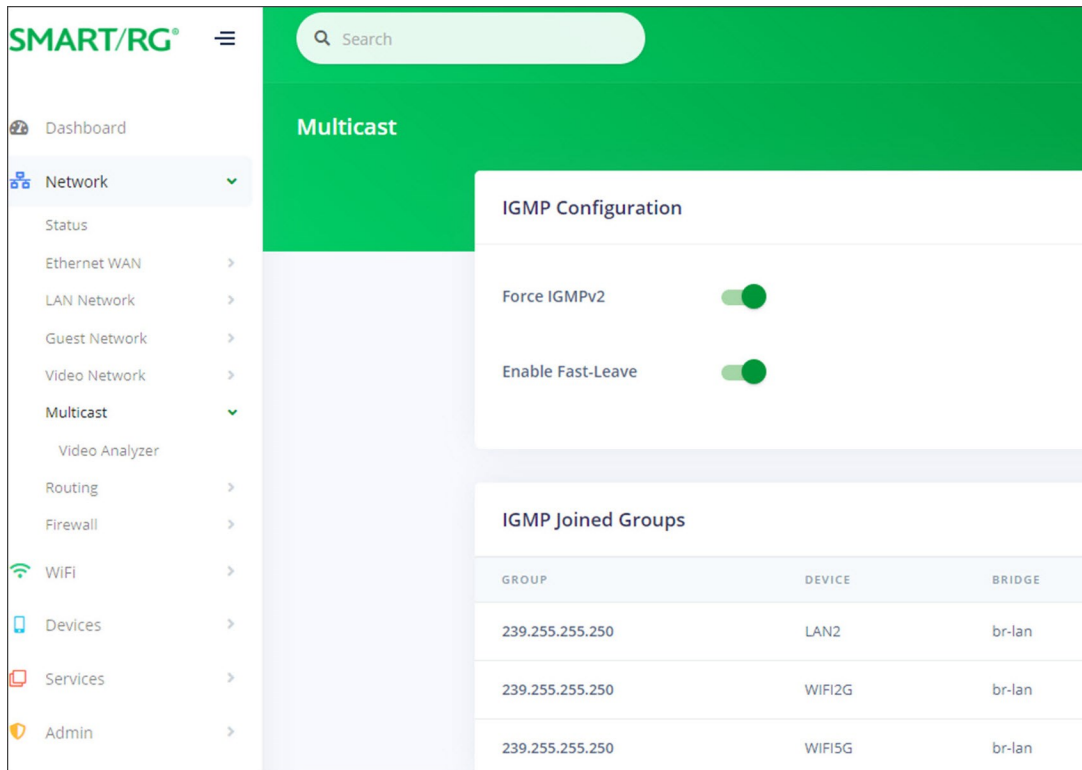 SMART/RG®
Search
Dashboard
Multicast
Network
Status
Ethernet WAN
LAN Network
Guest Network
Video Network
Multicast
Video Analyzer
Routing
Firewall
WiFi
Devices
Services
Admin
IGMP Configuration
Force IGMPv2
Enable Fast-Leave
IGMP Joined Groups
GROUP DEVICE BRIDGE
239.255.255.250 LAN2 br-lan
239.255.255.250 WIFI2G br-lan
239.255.255.250 WIFI5G br-lan